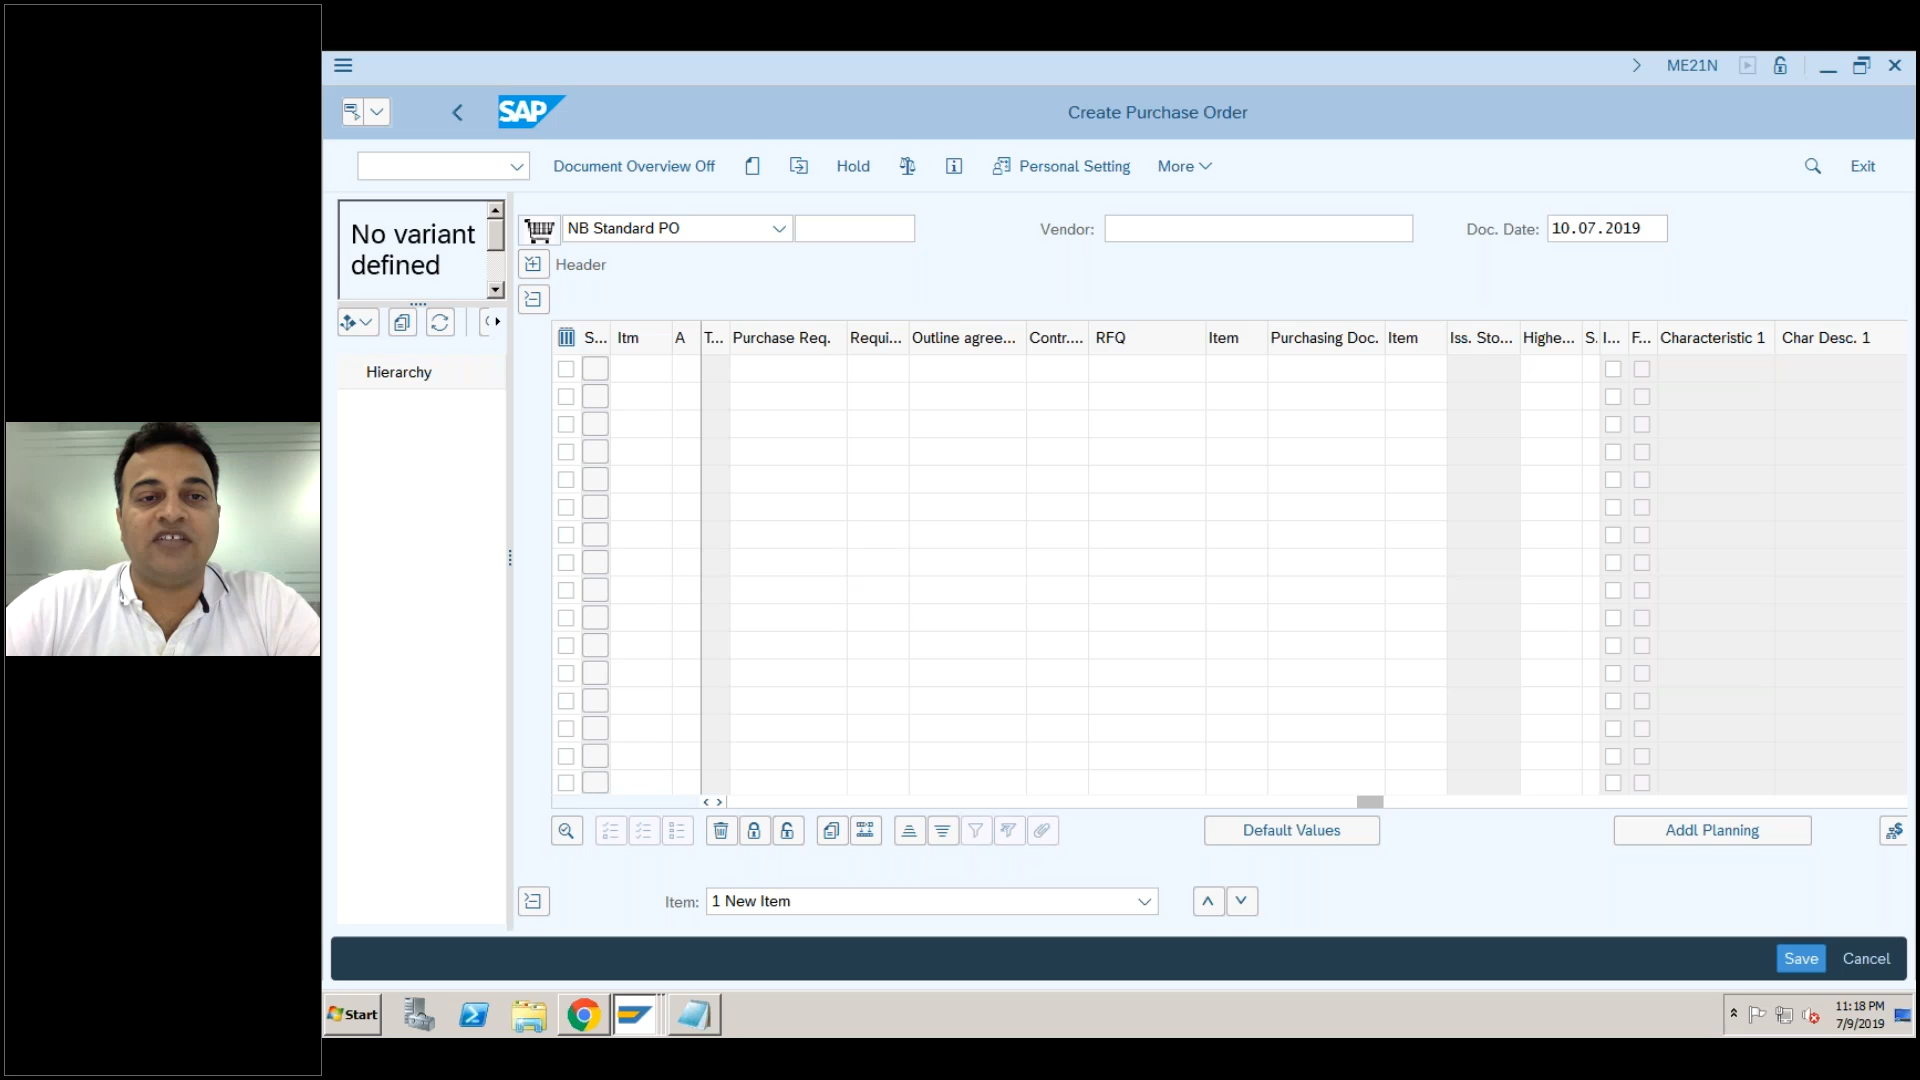 ME21N
SAP
Create Purchase Order
Document Overview Off
Hold
Personal Setting
More
Exit
No variant
defined
NB Standard PO
Vendor:
Doc. Date:
10.07.2019
Header
S... Itm A T... Purchase Req. Requi... Outline agree... Contr.... RFQ Item Purchasing Doc. Item Iss. Sto... Highe... S. I... F... Characteristic 1 Char Desc. 1
Hierarchy
Default Values
Addl Planning
Item:
1 New Item
Save
Cancel
Start
11:18 PM
7/9/2019